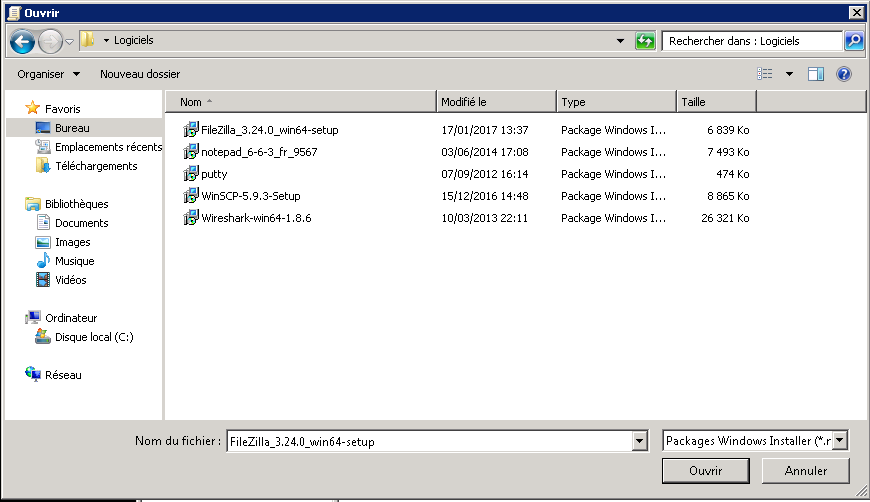 Ouvrir
Logiciels
Rechercher dans : Logiciels
Organiser Nouveau dossier
Favoris
Bureau
Emplacements récents
Téléchargements
Bibliothèques
Documents
Images
Musique
Vidéos
Ordinateur
Disque local (C:)
Réseau
Nom Modifié le Type Taille
FileZilla_3.24.0_win64-setup 17/01/2017 13:37 Package Windows I... 6 839 Ko
notepad_6-6-3_fr_9567 03/06/2014 17:08 Package Windows I... 7 493 Ko
putty 07/09/2012 16:14 Package Windows I... 474 Ko
WinSCP-5.9.3-Setup 15/12/2016 14:48 Package Windows I... 8 865 Ko
Wireshark-win64-1.8.6 10/03/2013 22:11 Package Windows I... 26 321 Ko
Nom du fichier : FileZilla_3.24.0_win64-setup Packages Windows Installer (*.r
Ouvrir Annuler